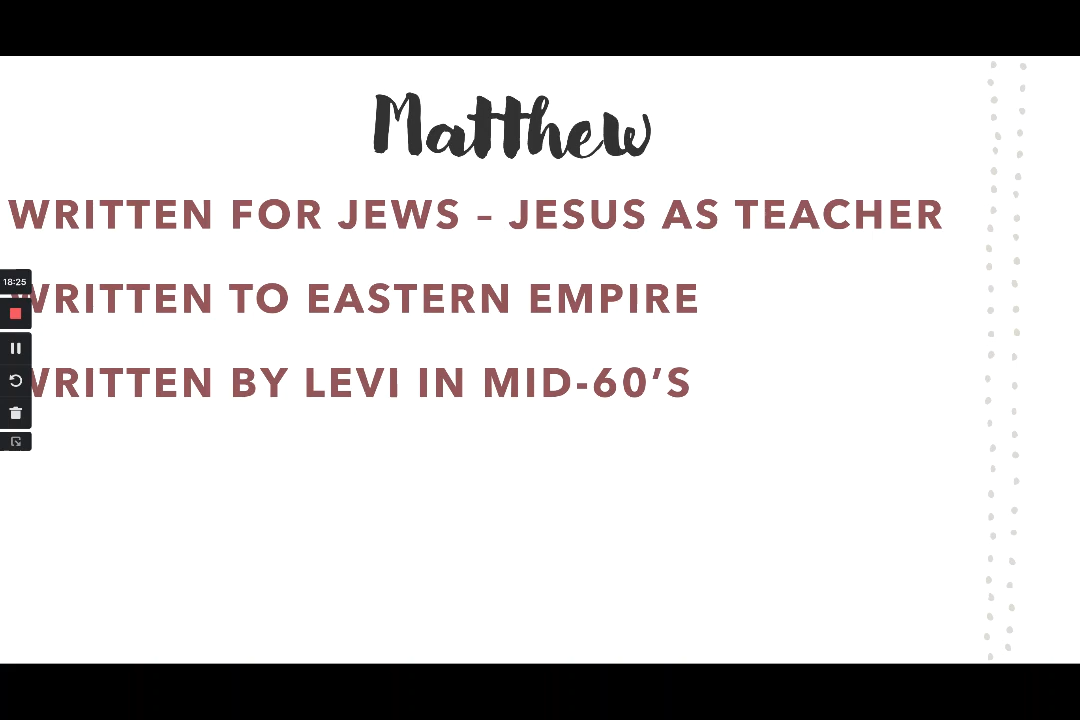 Matthew
WRITTEN FOR JEWS – JESUS AS TEACHER
18:25
WRITTEN TO EASTERN EMPIRE
WRITTEN BY LEVI IN MID-60’S